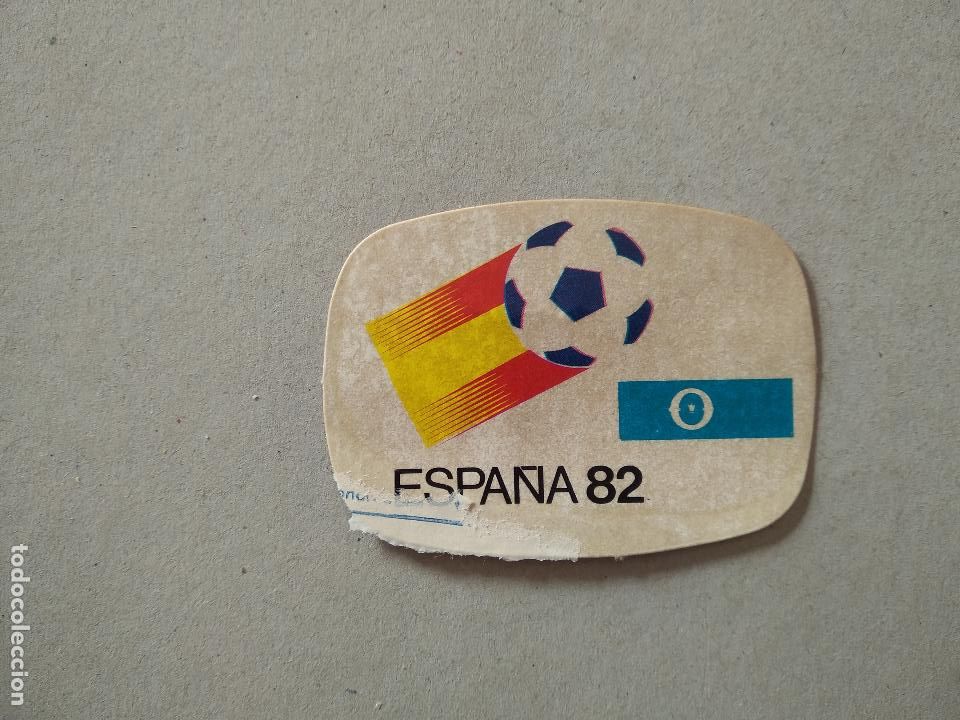 O
ESPAÑA 82
todocoleccion